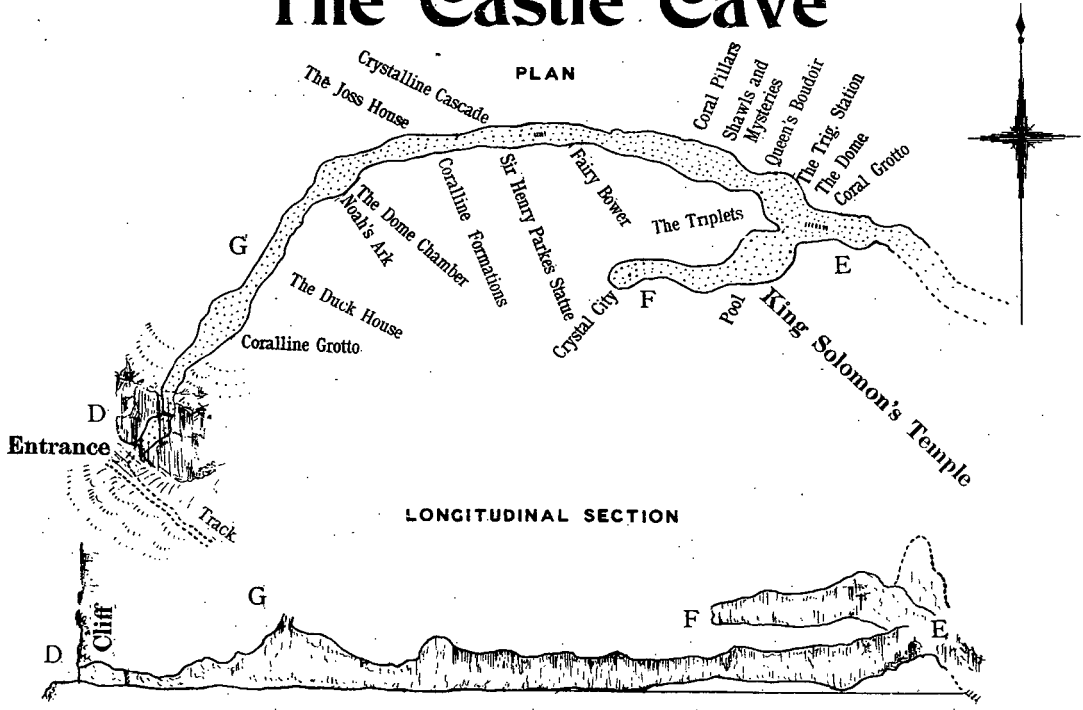 The Castle Cave
PLAN
Crystalline Cascade
The Joss House
Coral Pillars
Shawls and
Mysteries
Queen's Boudoir
The Trig. Station
The Dome
Coral Grotto
The Dome Chamber
Noah's Ark
Coralline Formations
Sir Henry Parkes Statue
Fairy Bower
The Triplets
G
E
F
The Duck House
Coralline Grotto
Crystal City
Pool
King Solomon's Temple
D
Entrance
Track
LONGITUDINAL SECTION
G
F
E
D
Cliff